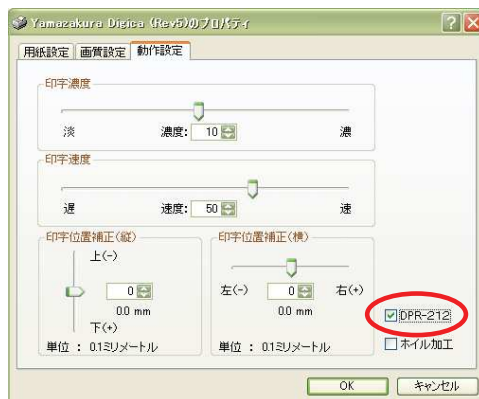 Yamazakura Digica (Rev5)のプロパティ
用紙設定 画質設定 動作設定
印字濃度
淡 濃度: 10 濃
印字速度
遅 速度: 50 速
印字位置補正(縦)
上(-)
0
0.0 mm
下(+)
単位 : 0.1ミリメートル
印字位置補正(横)
左(-) 0 右(+)
0.0 mm
単位 : 0.1ミリメートル
DPR-212
ホイル加工
OK キャンセル